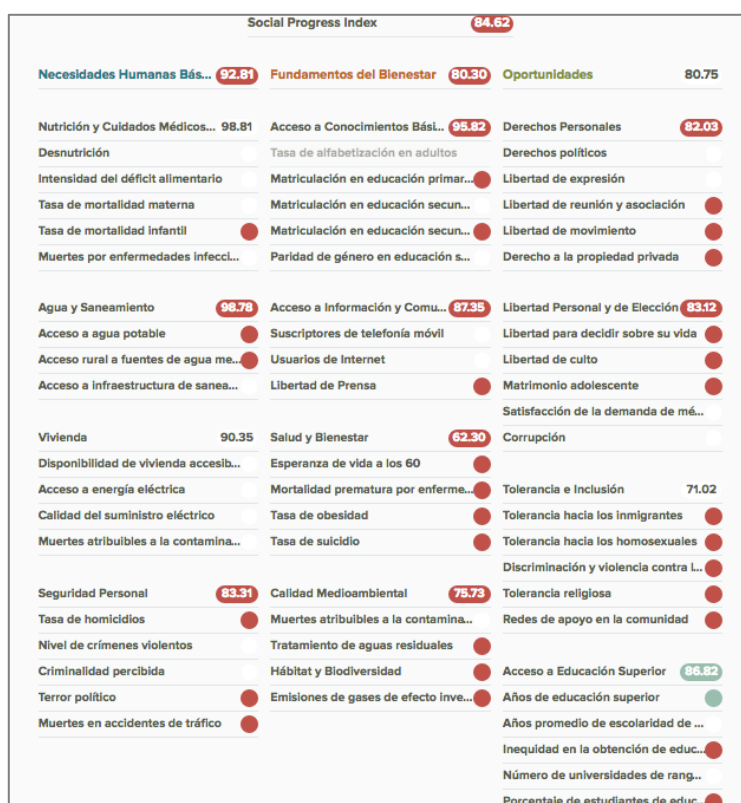 Social Progress Index 84.62
Necesidades Humanas Bás... 92.81
Nutrición y Cuidados Médicos... 98.81
Desnutrición
Intensidad del déficit alimentario
Tasa de mortalidad materna
Tasa de mortalidad infantil
Muertes por enfermedades infecci...
Agua y Saneamiento 98.78
Acceso a agua potable
Acceso rural a fuentes de agua me...
Acceso a infraestructura de sanea...
Vivienda 90.35
Disponibilidad de vivienda accesib...
Acceso a energía eléctrica
Calidad del suministro eléctrico
Muertes atribuibles a la contamina...
Seguridad Personal 83.31
Tasa de homicidios
Nivel de crímenes violentos
Criminalidad percibida
Terror político
Muertes en accidentes de tráfico
Fundamentos del Bienestar 80.30
Acceso a Conocimientos Bási... 95.82
Tasa de alfabetización en adultos
Matriculación en educación primar...
Matriculación en educación secun...
Matriculación en educación secun...
Paridad de género en educación s...
Acceso a Información y Comu... 87.35
Suscriptores de telefonía móvil
Usuarios de Internet
Libertad de Prensa
Salud y Bienestar 62.30
Esperanza de vida a los 60
Mortalidad prematura por enferme...
Tasa de obesidad
Tasa de suicidio
Calidad Medioambiental 75.73
Muertes atribuibles a la contamina...
Tratamiento de aguas residuales
Hábitat y Biodiversidad
Emisiones de gases de efecto inve...
Oportunidades 80.75
Derechos Personales 82.03
Derechos políticos
Libertad de expresión
Libertad de reunión y asociación
Libertad de movimiento
Derecho a la propiedad privada
Libertad Personal y de Elección 83.12
Libertad para decidir sobre su vida
Libertad de culto
Matrimonio adolescente
Satisfacción de la demanda de mé...
Corrupción
Tolerancia e Inclusión 71.02
Tolerancia hacia los inmigrantes
Tolerancia hacia los homosexuales
Discriminación y violencia contra l...
Tolerancia religiosa
Redes de apoyo en la comunidad
Acceso a Educación Superior 86.82
Años de educación superior
Años promedio de escolaridad de ...
Inequidad en la obtención de educ...
Número de universidades de rang...
Porcentaje de estudiantes de educ...